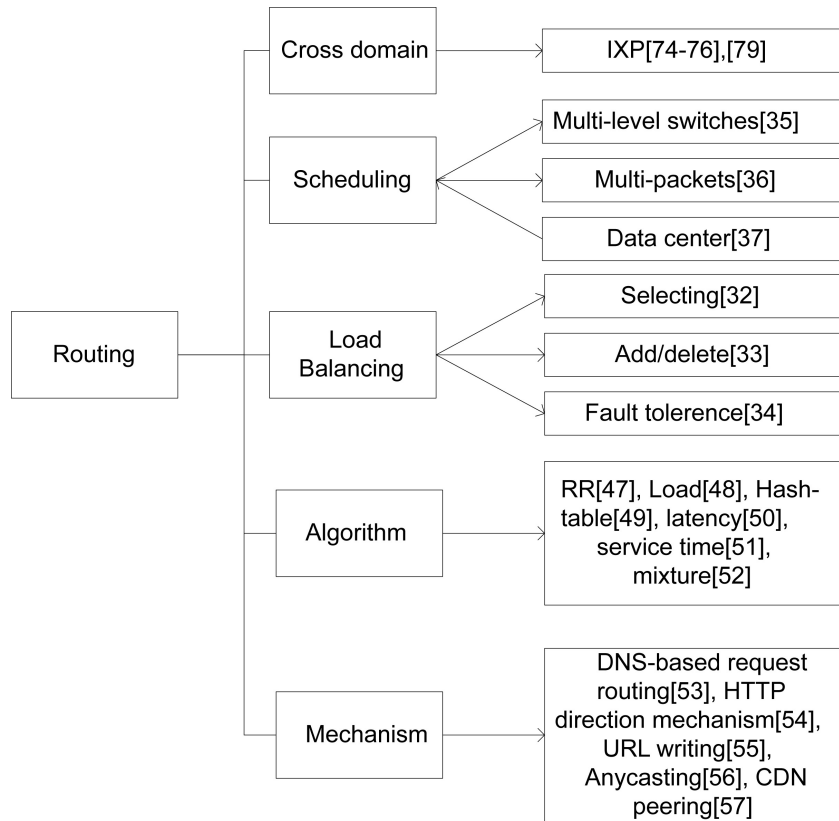 Cross domain
IXP[74-76],[79]
Scheduling
Multi-level switches[35]
Multi-packets[36]
Data center[37]
Routing
Load
Balancing
Selecting[32]
Add/delete[33]
Fault tolerence[34]
Algorithm
RR[47], Load[48], Hash-
table[49], latency[50],
service time[51],
mixture[52]
Mechanism
DNS-based request
routing[53], HTTP
direction mechanism[54],
URL writing[55],
Anycasting[56], CDN
peering[57]